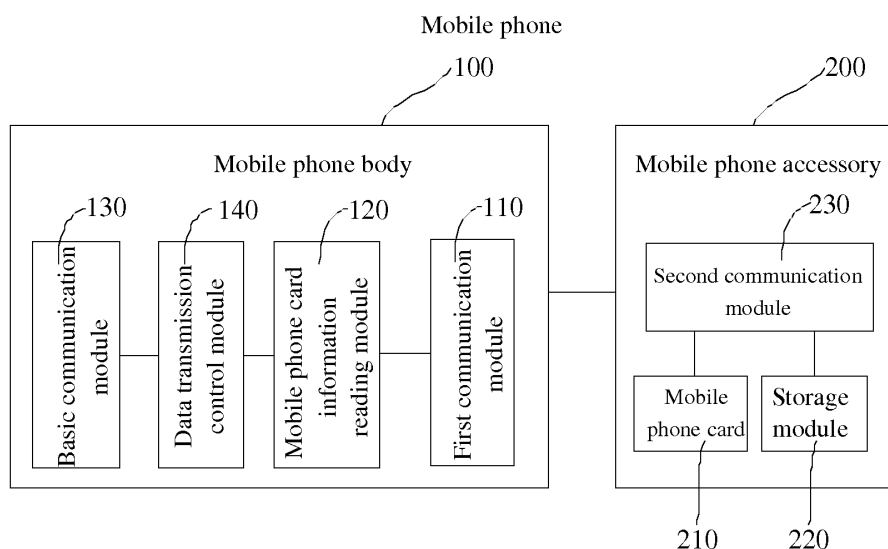 Mobile phone
100
200
Mobile phone body
Mobile phone accessory
130
140
120
110
230
Basic communication
module
Data transmission
control module
Mobile phone card
information
reading module
First communication
module
Second communication
module
Mobile
phone card
Storage
module
210
220